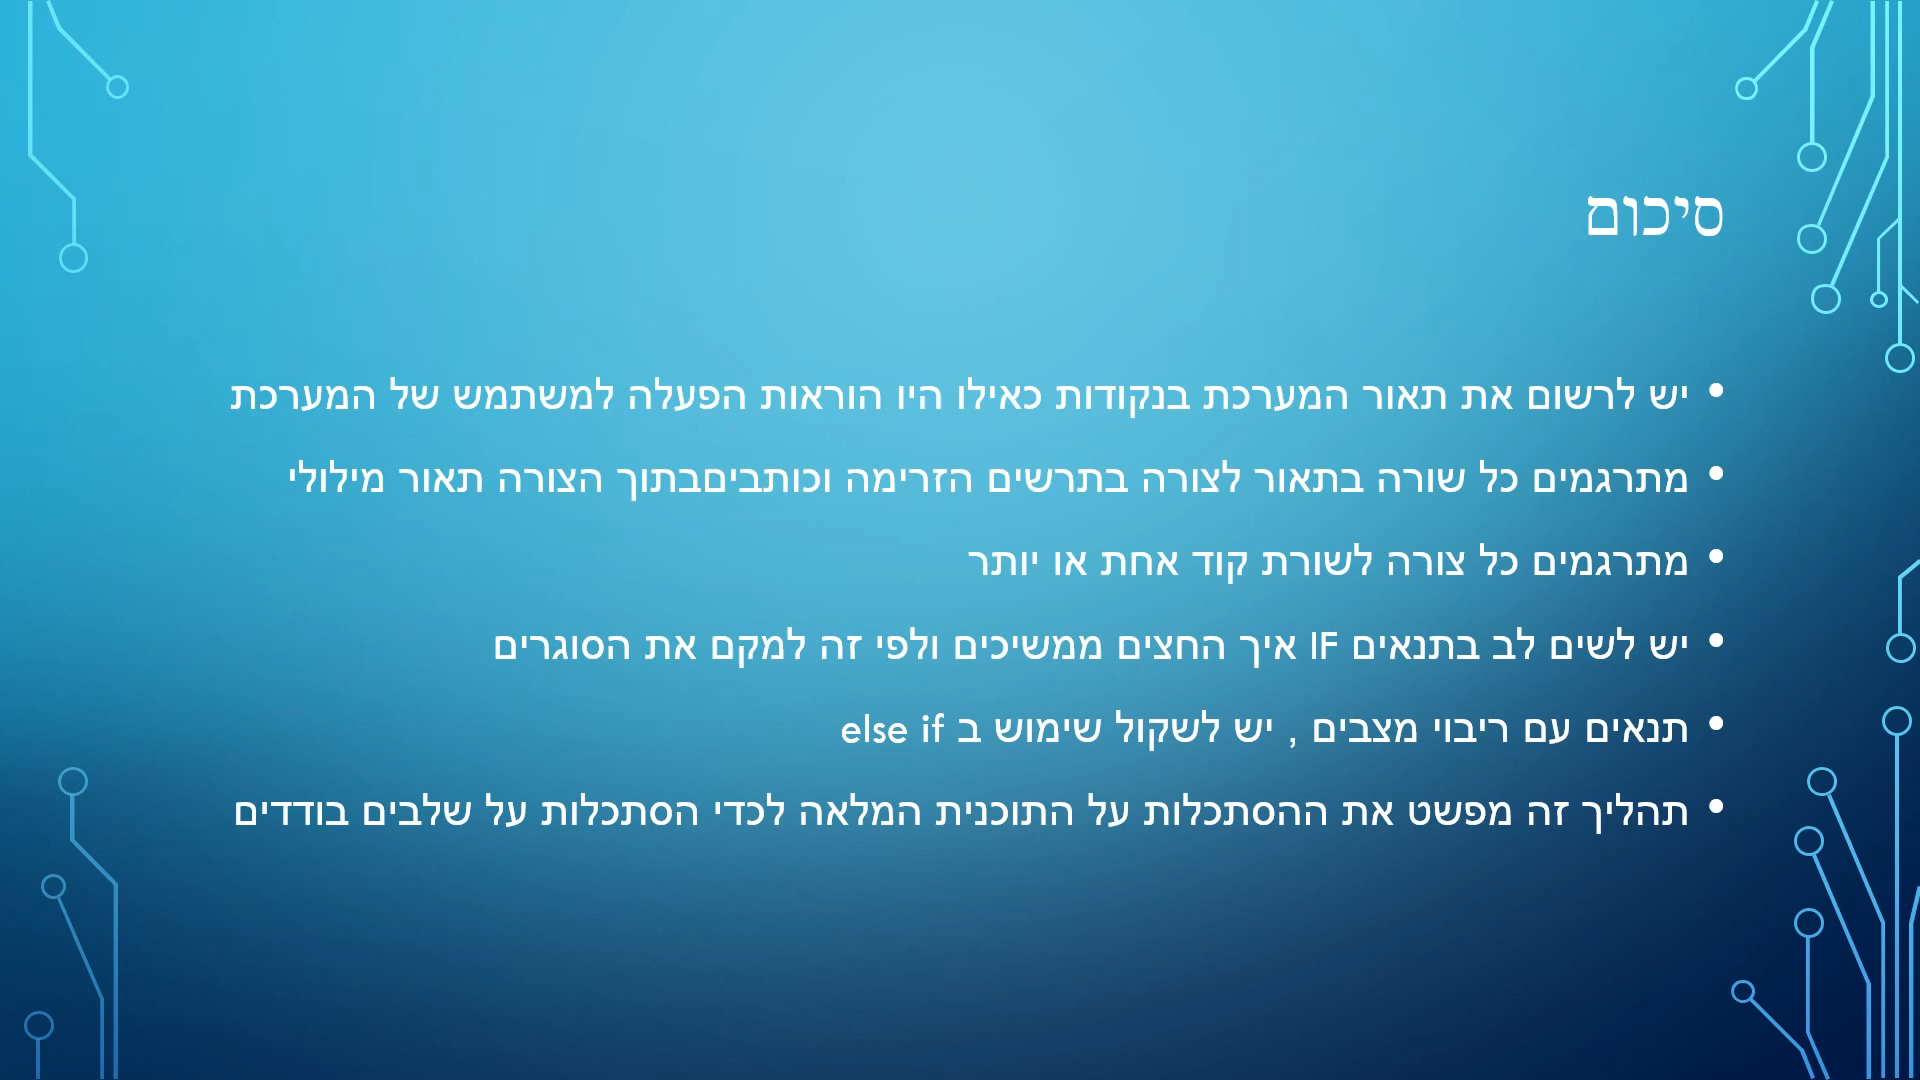 סיכום
• יש לרשום את תאור המערכת בנקודות כאילו היו הוראות הפעלה למשתמש של המערכת
• מתרגמים כל שורה בתאור לצורה בתרשים הזרימה וכותביםבתוך הצורה תאור מילולי
• מתרגמים כל צורה לשורת קוד אחת או יותר
• יש לשים לב בתנאים IF איך החצים ממשיכים ולפי זה למקם את הסוגרים
• תנאים עם ריבוי מצבים , יש לשקול שימוש ב else if
• תהליך זה מפשט את ההסתכלות על התוכנית המלאה לכדי הסתכלות על שלבים בודדים